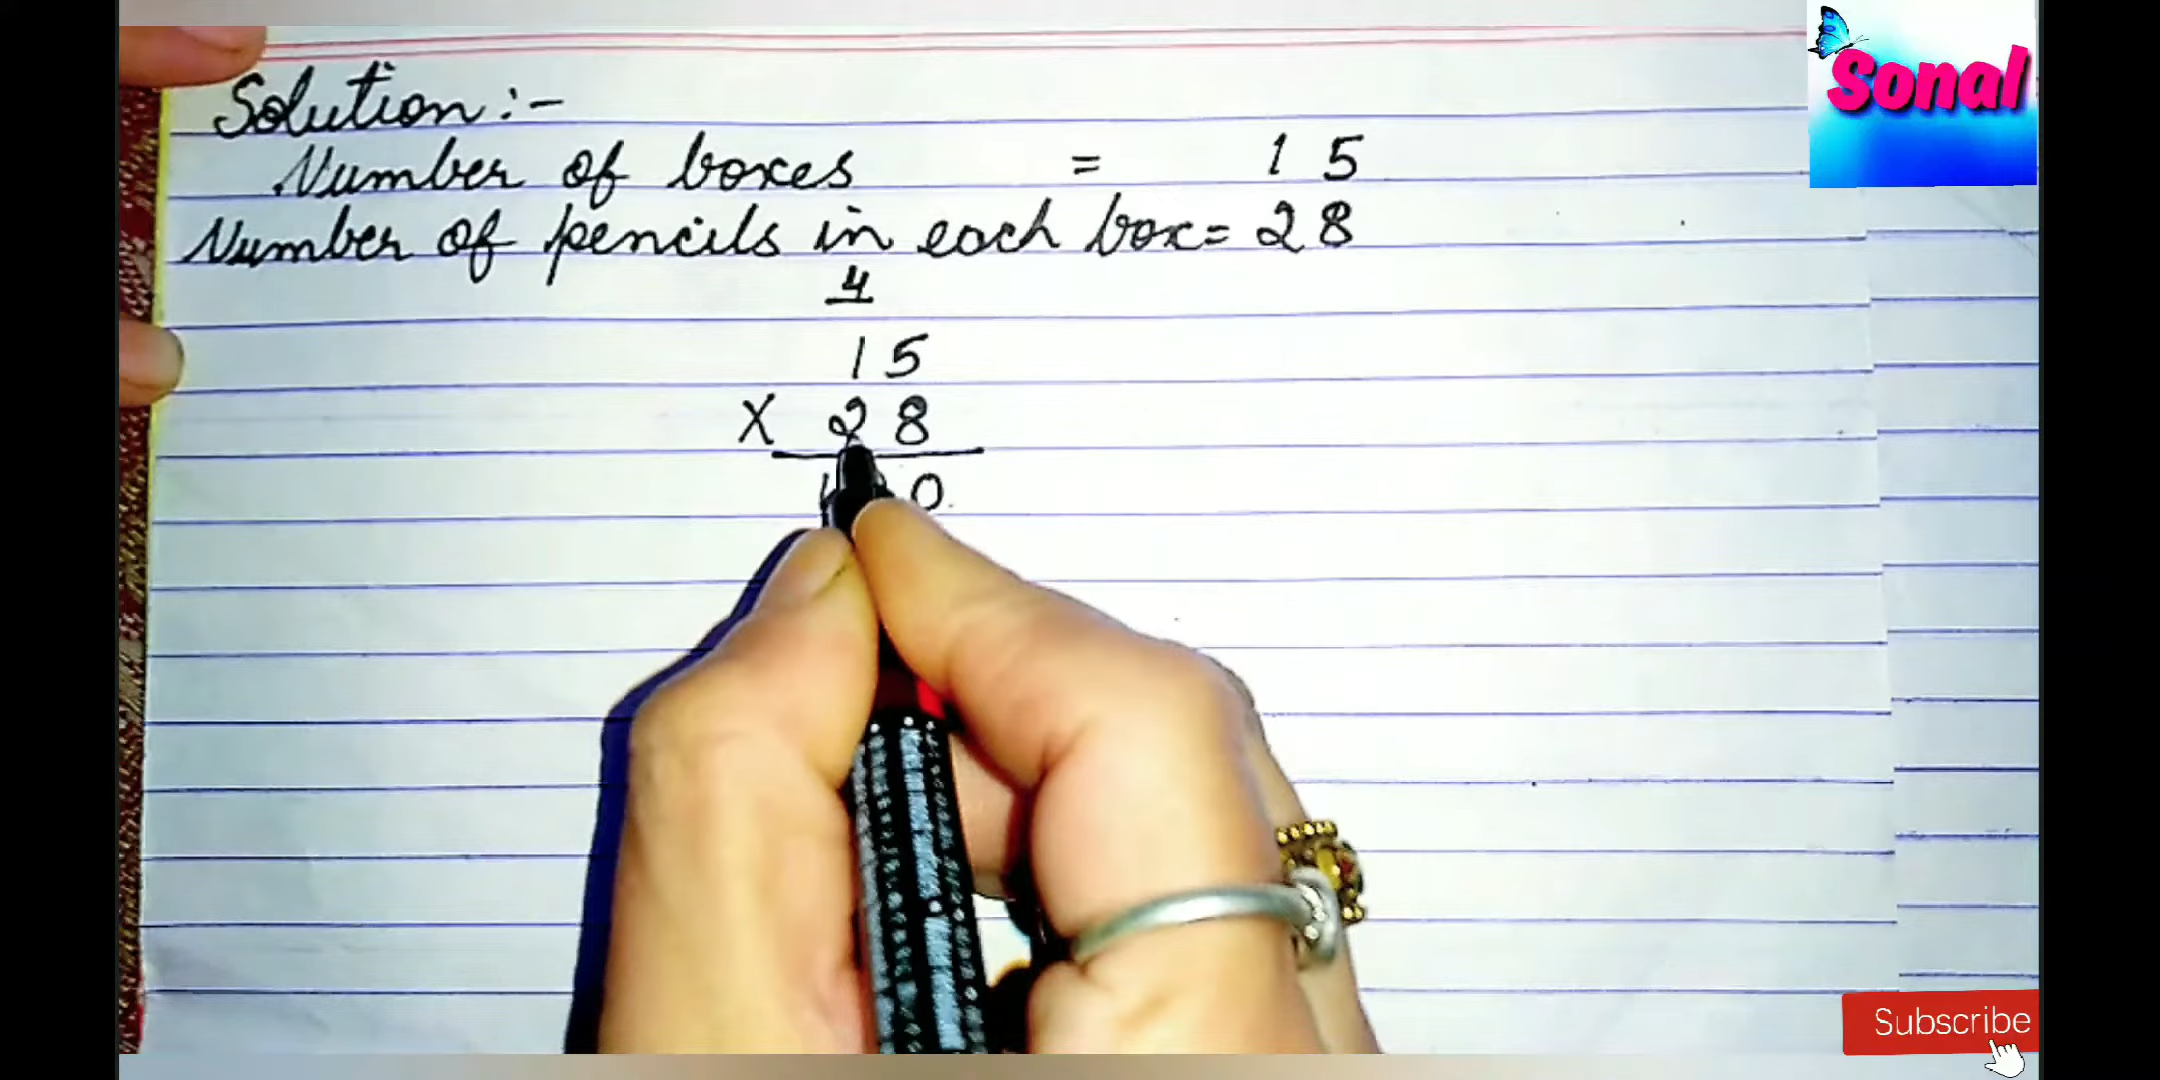 Sonal
Solution:-
Number of boxes = 15
Number of pencils in each box = 28
4
15
X 28
0
Subscribe